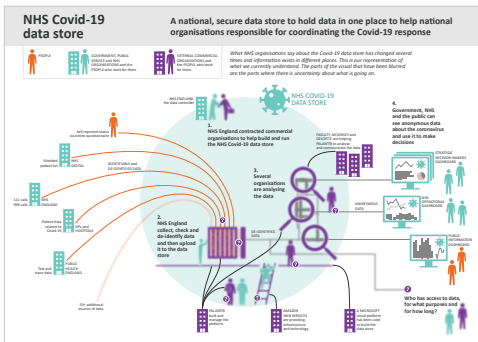 NHS Covid-19
data store
A national, secure data store to hold data in one place to help national
organisations responsible for coordinating the Covid-19 response
PEOPLE
GOVERNMENT, PUBLIC
SERVICE and NHS
ORGANISATIONS and the
PEOPLE who work for them
EXTERNAL COMMERCIAL
ORGANISATIONS and
the PEOPLE who work for
them
What NHS organisations say about the Covid-19 data store has changed several
times and information exists in different places. This is our representation of
what we currently understand. The parts of the visual that have been blurred
are the parts where there is uncertainty about what is going on.
NHS ENGLAND,
the data controller
NHS COVID-19
DATA STORE
1.
NHS England contracted commercial
organisations to help build and run
the NHS Covid-19 data store
Self reported status
via online questionnaire
Shielded
patient list
NHS
DIGITAL
IDENTIFIABLE and
DE-IDENTIFIED DATA
111 calls
999 calls
NHS
ENGLAND
Patient data
related to
Covid-19
GPs and
HOSPITALS
Test and
trace data
PUBLIC
HEALTH
ENGLAND
60+ additional
sources of data
2.
NHS England
collect, check and
de-identify data
and then upload
it to the data
store
3.
Several
organisations
are analysing
the data
FACULTY, MCKINSEY and
DELOITTE are helping
PALANTIR to analyse
and communicate the data
DE-IDENTIFIED
DATA
ANONYMOUS
DATA
4.
Government, NHS
and the public can
see anonymous data
about the coronavirus
and use it to make
decisions
STRATEGIC
DECISION MAKERS
DASHBOARD
NHS
OPERATIONAL
DASHBOARD
PUBLIC
INFORMATION
DASHBOARD
Who has access to data,
for what purposes and
for how long?
PALANTIR
built and
manage the
platform
AMAZON
WEB SERVICES
are providing
infrastructure
and technology
A MICROSOFT
cloud platform
has been used
to build the
data store
?
?
?
?
?
?